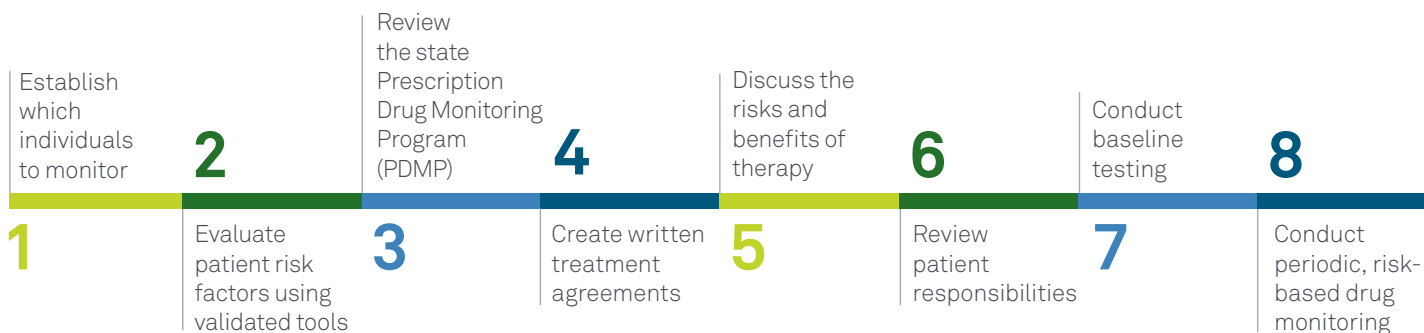 1
Establish
which
individuals
to monitor
2
Evaluate
patient risk
factors using
validated tools
3
Review
the state
Prescription
Drug Monitoring
Program
(PDMP)
4
Create written
treatment
agreements
5
Discuss the
risks and
benefits of
therapy
6
Review
patient
responsibilities
7
Conduct
baseline
testing
8
Conduct
periodic, risk-
based drug
monitoring